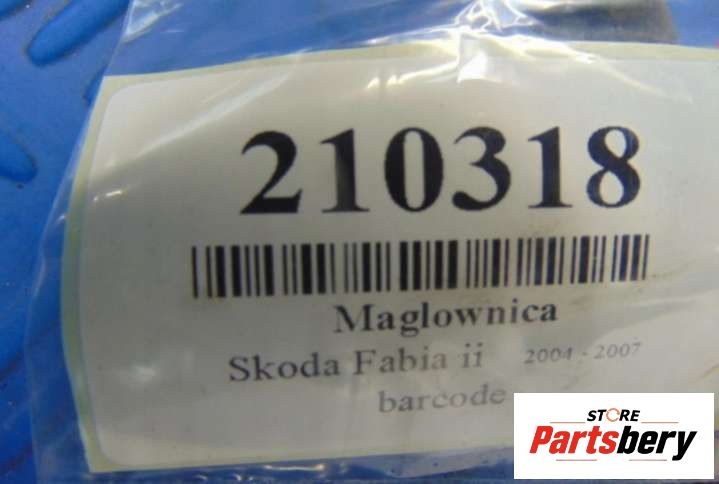 210318
Maglownica
Skoda Fabia ii 2004 - 2007
barcode
STORE
Partsbery